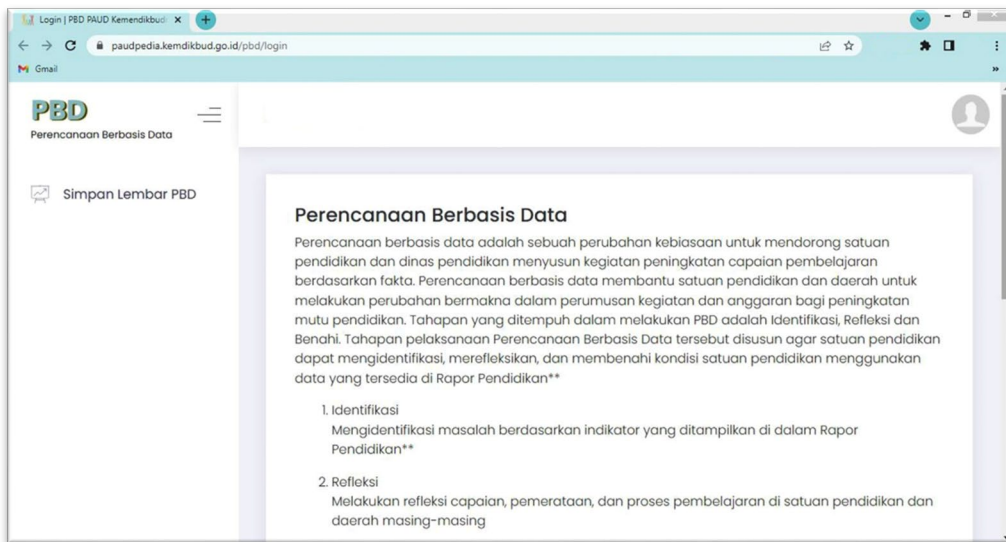 Login | PBD PAUD Kemendikbud
paudpedia.kemdikbud.go.id/pbd/login
Gmail
PBD
Perencanaan Berbasis Data
Simpan Lembar PBD
Perencanaan Berbasis Data
Perencanaan berbasis data adalah sebuah perubahan kebiasaan untuk mendorong satuan
pendidikan dan dinas pendidikan menyusun kegiatan peningkatan capaian pembelajaran
berdasarkan fakta. Perencanaan berbasis data membantu satuan pendidikan dan daerah untuk
melakukan perubahan bermakna dalam perumusan kegiatan dan anggaran bagi peningkatan
mutu pendidikan. Tahapan yang ditempuh dalam melakukan PBD adalah Identifikasi, Refleksi dan
Benahi. Tahapan pelaksanaan Perencanaan Berbasis Data tersebut disusun agar satuan pendidikan
dapat mengidentifikasi, merefleksikan, dan membenahi kondisi satuan pendidikan menggunakan
data yang tersedia di Rapor Pendidikan**
1. Identifikasi
Mengidentifikasi masalah berdasarkan indikator yang ditampilkan di dalam Rapor
Pendidikan**
2. Refleksi
Melakukan refleksi capaian, pemerataan, dan proses pembelajaran di satuan pendidikan dan
daerah masing-masing